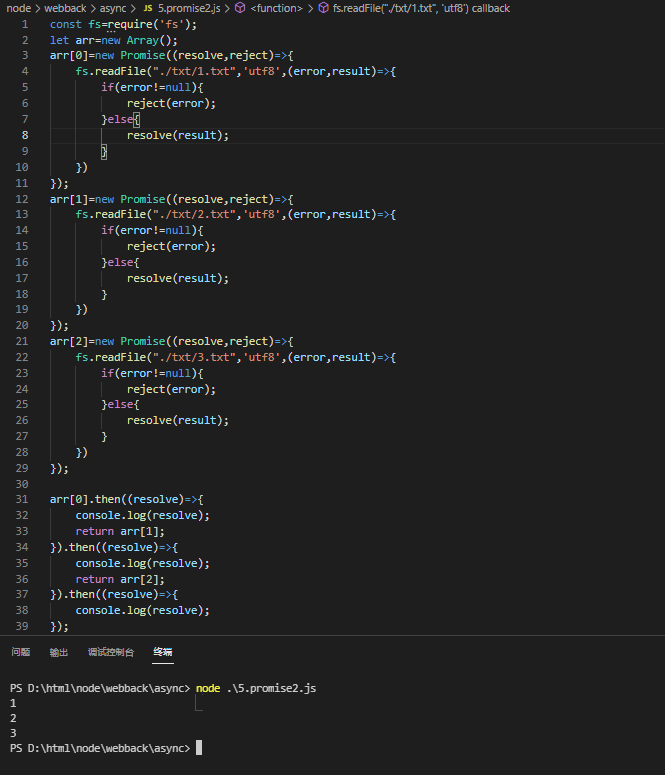 node > webback > async > JS 5.promise2.js > <function> > fs.readFile("./txt/1.txt", 'utf8') callback
1 const fs=require('fs');
2 let arr=new Array();
3 arr[0]=new Promise((resolve,reject)=>{
4     fs.readFile("./txt/1.txt",'utf8',(error,result)=>{
5         if(error!=null){
6             reject(error);
7         }else{
8             resolve(result);
9         }
10     })
11 });
12 arr[1]=new Promise((resolve,reject)=>{
13     fs.readFile("./txt/2.txt",'utf8',(error,result)=>{
14         if(error!=null){
15             reject(error);
16         }else{
17             resolve(result);
18         }
19     })
20 });
21 arr[2]=new Promise((resolve,reject)=>{
22     fs.readFile("./txt/3.txt",'utf8',(error,result)=>{
23         if(error!=null){
24             reject(error);
25         }else{
26             resolve(result);
27         }
28     })
29 });
30
31 arr[0].then((resolve)=>{
32     console.log(resolve);
33     return arr[1];
34 }).then((resolve)=>{
35     console.log(resolve);
36     return arr[2];
37 }).then((resolve)=>{
38     console.log(resolve);
39 });
问题 输出 调试控制台 终端
PS D:\html\node\webback\async> node .\5.promise2.js
1
2
3
PS D:\html\node\webback\async>